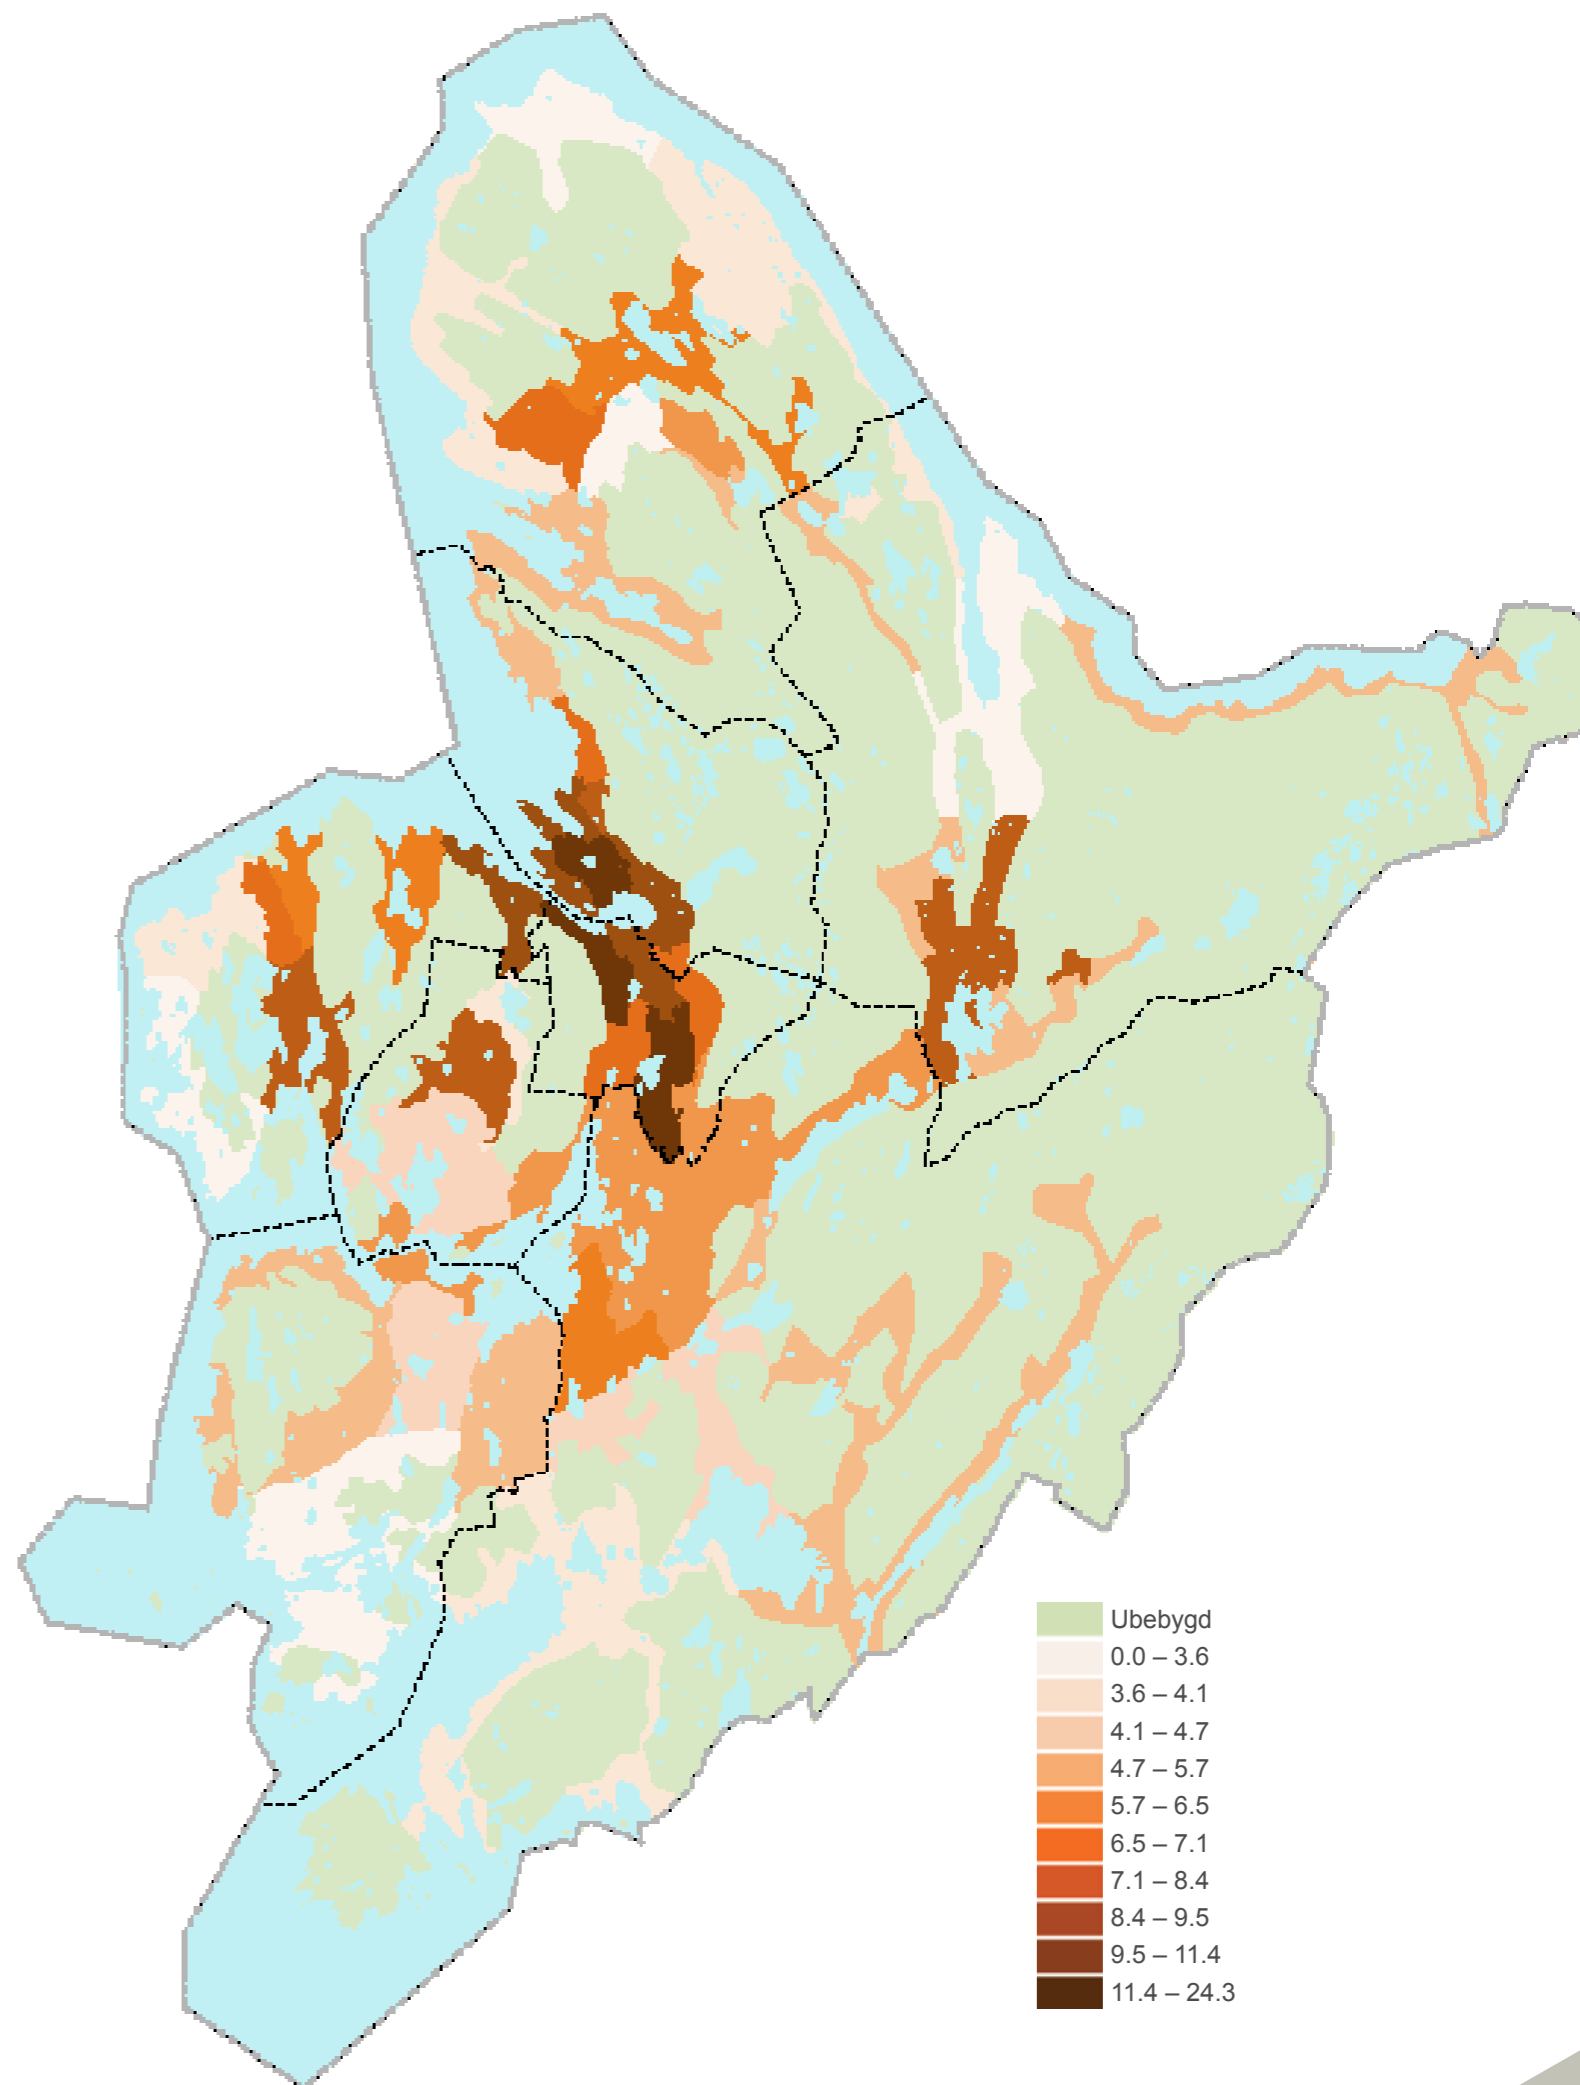 Ubebygd
0.0 – 3.6
3.6 – 4.1
4.1 – 4.7
4.7 – 5.7
5.7 – 6.5
6.5 – 7.1
7.1 – 8.4
8.4 – 9.5
9.5 – 11.4
11.4 – 24.3